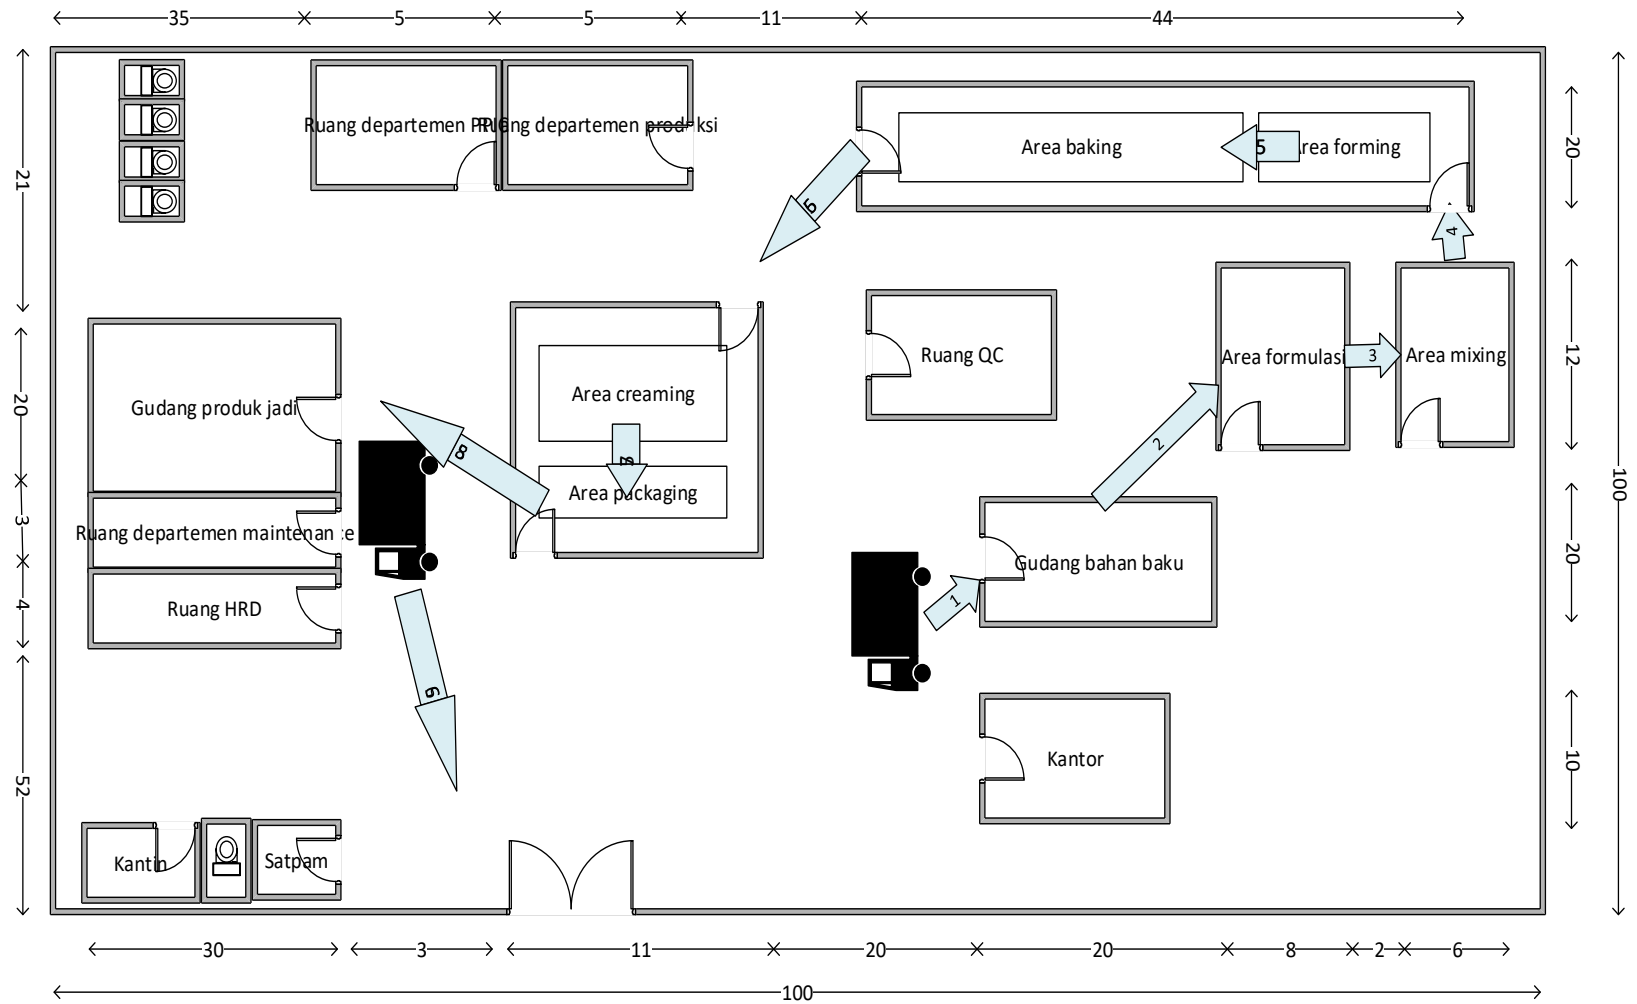 35
5
5
11
44
21
20
3
4
52
Ruang departemen PPIC
Ruang departemen produksi
Area baking
Area forming
5
6
4
20
Gudang produk jadi
Area creaming
Ruang QC
Area formulasi
3
Area mixing
12
2
8
7
Area packaging
Ruang departemen maintenance
Ruang HRD
1
Gudang bahan baku
20
100
9
Kantor
10
Kantin
Satpam
30
3
11
20
20
8
2
6
100